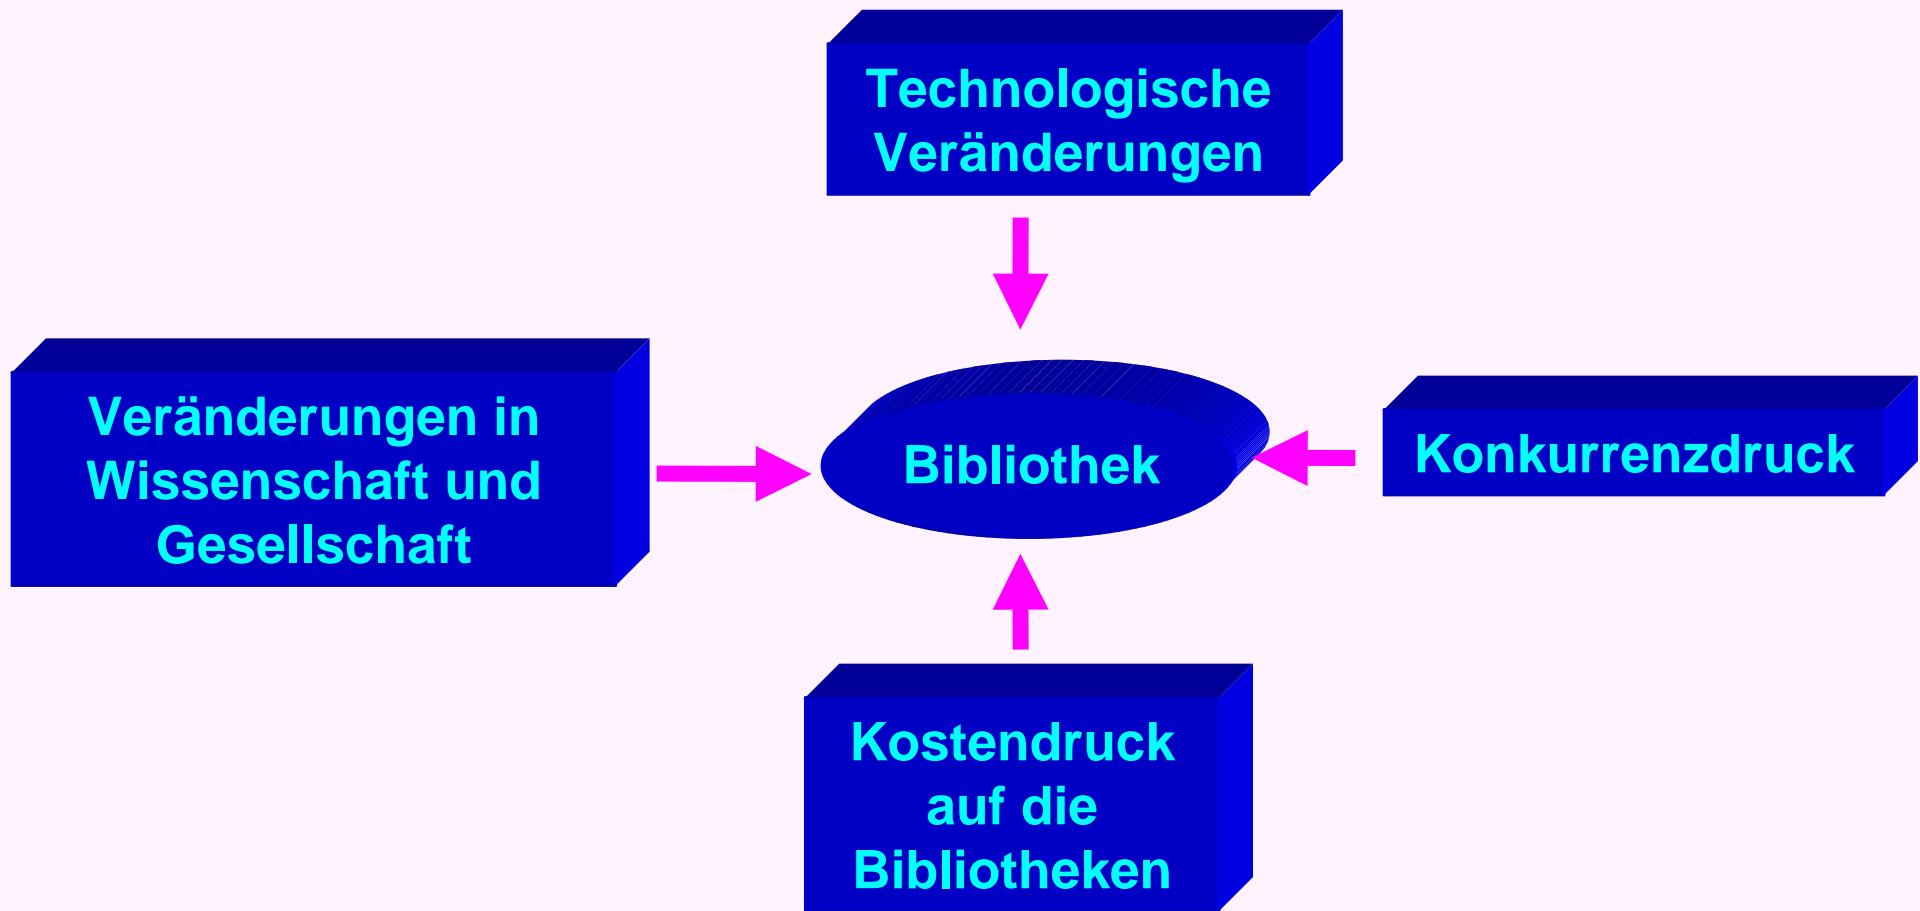 Technologische
Veränderungen
Veränderungen in
Wissenschaft und
Gesellschaft
Bibliothek
Konkurrenzdruck
Kostendruck
auf die
Bibliotheken